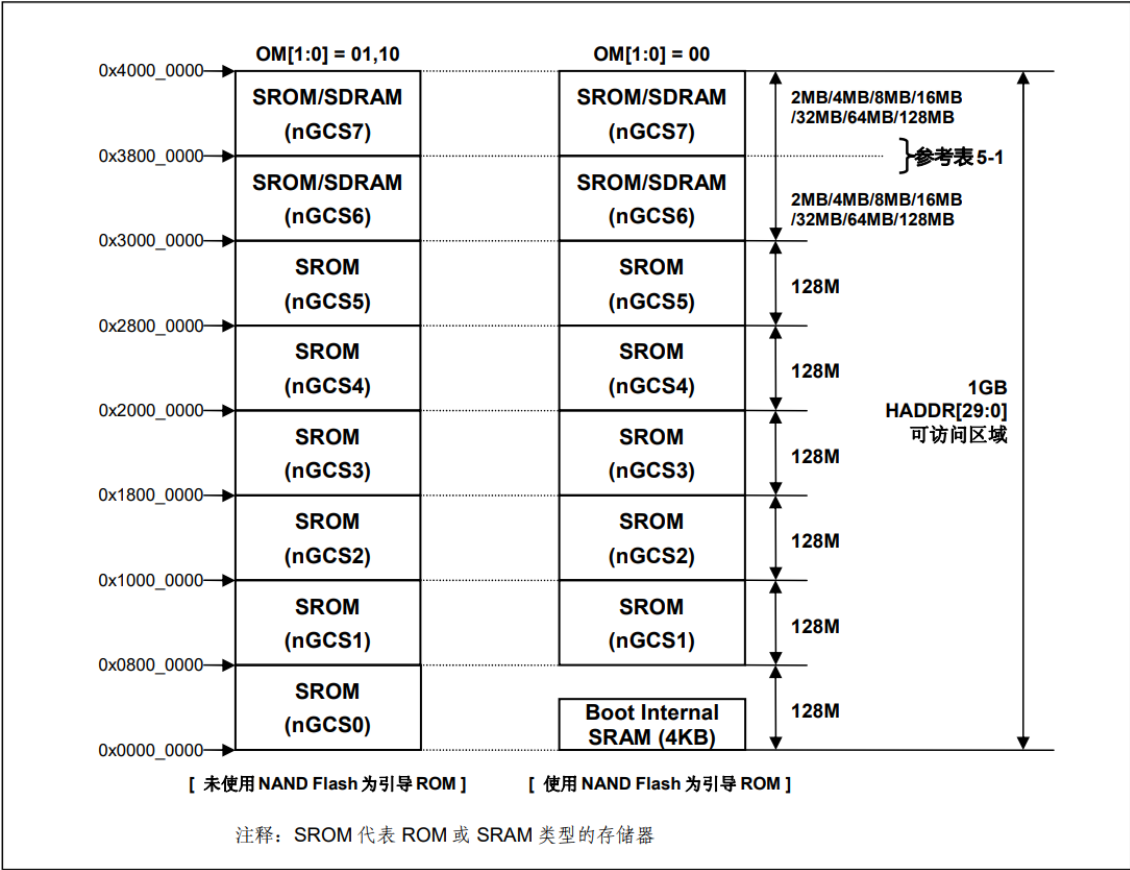 OM[1:0] = 01,10
OM[1:0] = 00
0x4000_0000
SROM/SDRAM
(nGCS7)
SROM/SDRAM
(nGCS7)
2MB/4MB/8MB/16MB
/32MB/64MB/128MB
0x3800_0000
参考表 5-1
SROM/SDRAM
(nGCS6)
SROM/SDRAM
(nGCS6)
2MB/4MB/8MB/16MB
/32MB/64MB/128MB
0x3000_0000
SROM
(nGCS5)
SROM
(nGCS5)
128M
0x2800_0000
SROM
(nGCS4)
SROM
(nGCS4)
128M
1GB
HADDR[29:0]
可访问区域
0x2000_0000
SROM
(nGCS3)
SROM
(nGCS3)
128M
0x1800_0000
SROM
(nGCS2)
SROM
(nGCS2)
128M
0x1000_0000
SROM
(nGCS1)
SROM
(nGCS1)
128M
0x0800_0000
SROM
(nGCS0)
Boot Internal
SRAM (4KB)
128M
0x0000_0000
[ 未使用 NAND Flash 为引导 ROM ]
[ 使用 NAND Flash 为引导 ROM ]
注释：SROM 代表 ROM 或 SRAM 类型的存储器